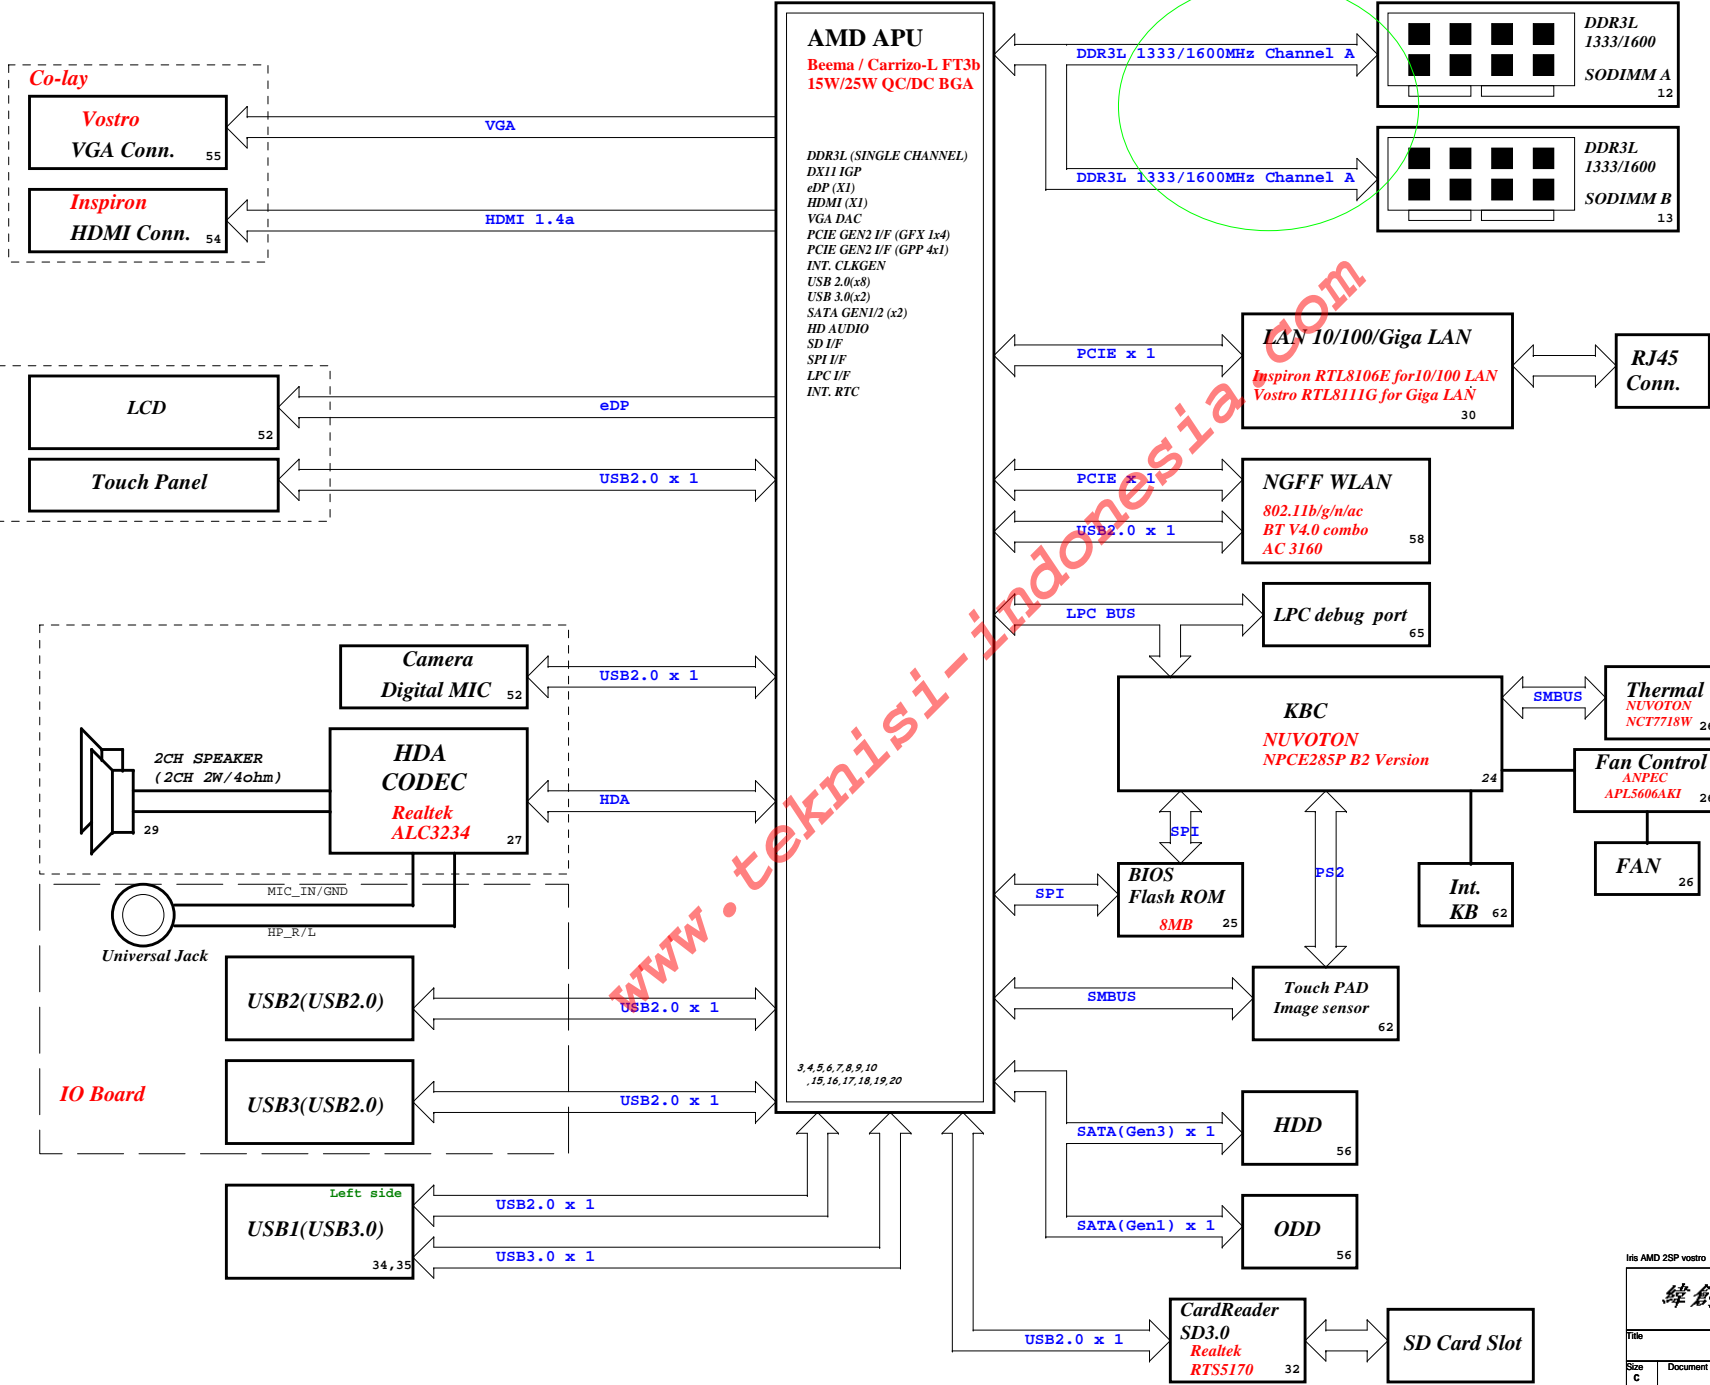 Co-lay
Vostro
VGA Conn. 55
Inspiron
HDMI Conn. 54
VGA
HDMI 1.4a
LCD
52
Touch Panel
eDP
USB2.0 x 1
Camera
Digital MIC 52
USB2.0 x 1
2CH SPEAKER
(2CH 2W/4ohm)
29
HDA
CODEC
Realtek
ALC3234
27
HDA
MIC_IN/GND
HP_R/L
Universal Jack
USB2(USB2.0)
USB2.0 x 1
IO Board
USB3(USB2.0)
USB2.0 x 1
Left side
USB1(USB3.0)
34,35
USB2.0 x 1
USB3.0 x 1
AMD APU
Beema / Carrizo-L FT3b
15W/25W QC/DC BGA
DDR3L (SINGLE CHANNEL)
DX11 IGP
eDP (X1)
HDMI (X1)
VGA DAC
PCIE GEN2 I/F (GFX 1x4)
PCIE GEN2 I/F (GPP 4x1)
INT. CLKGEN
USB 2.0(x8)
USB 3.0(x2)
SATA GEN1/2 (x2)
HD AUDIO
SD I/F
SPI I/F
LPC I/F
INT. RTC
3,4,5,6,7,8,9,10
,15,16,17,18,19,20
DDR3L 1333/1600MHz Channel A
DDR3L
1333/1600
SODIMM A
12
DDR3L 1333/1600MHz Channel A
DDR3L
1333/1600
SODIMM B
13
PCIE x 1
LAN 10/100/Giga LAN
Inspiron RTL8106E for10/100 LAN
Vostro RTL8111G for Giga LAN
30
RJ45
Conn.
PCIE x 1
USB2.0 x 1
NGFF WLAN
802.11b/g/n/ac
BT V4.0 combo
AC 3160
58
LPC BUS
LPC debug port
65
KBC
NUVOTON
NPCE285P B2 Version
24
SMBUS
Thermal
NUVOTON
NCT7718W
Fan Control
ANPEC
APL5606AKI
FAN
26
SPI
PS2
Int.
KB 62
SPI
BIOS
Flash ROM
8MB 25
SMBUS
Touch PAD
Image sensor
62
SATA(Gen3) x 1
HDD
56
SATA(Gen1) x 1
ODD
56
USB2.0 x 1
CardReader
SD3.0
Realtek
RTS5170 32
SD Card Slot
www.teknisi-indonesia.com
Iris AMD 2SP vostro
緯創
Title
Size
C
Document